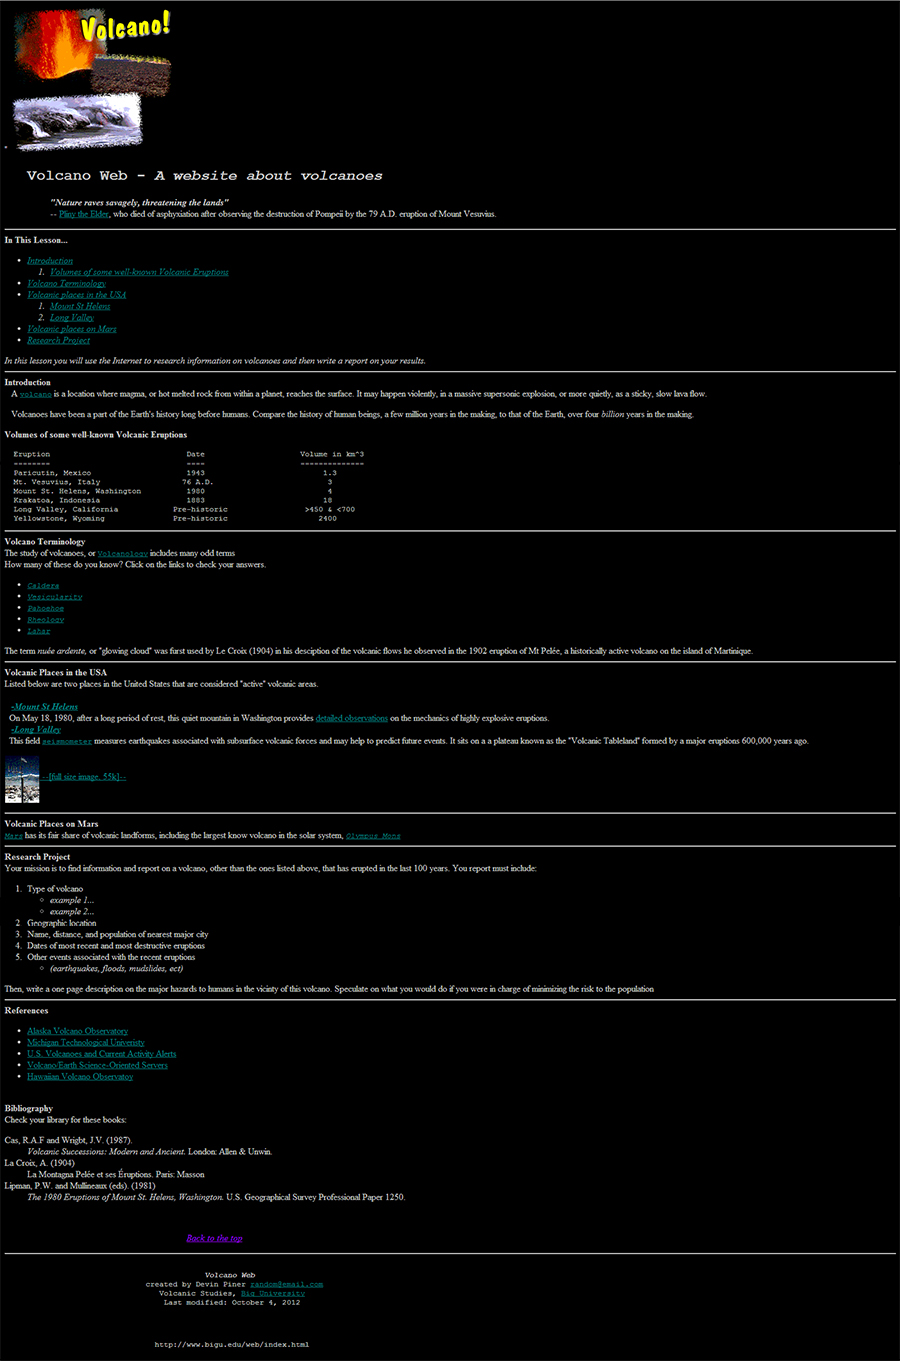 Volcano!
Volcano Web - A website about volcanoes
"Nature raves savagely, threatening the lands"
-- Pliny the Elder, who died of asphyxiation after observing the destruction of Pompeii by the 79 A.D. eruption of Mount Vesuvius.
In This Lesson...
• Introduction
1. Volumes of some well-known Volcanic Eruptions
• Volcano Terminology
• Volcanic places in the USA
1. Mount St Helens
2. Long Valley
• Volcanic places on Mars
• Research Project
In this lesson you will use the Internet to research information on volcanoes and then write a report on your results.
Introduction
A volcano is a location where magma, or hot melted rock from within a planet, reaches the surface. It may happen violently, in a massive supersonic explosion, or more quietly, as a sticky, slow lava flow.
Volcanoes have been a part of the Earth's history long before humans. Compare the history of human beings, a few million years in the making, to that of the Earth, over four billion years in the making.
Volumes of some well-known Volcanic Eruptions
Eruption Date Volume in km^3
======== ==== ==============
Paricutin, Mexico 1943 1.3
Mt. Vesuvius, Italy 76 A.D. 3
Mount St. Helens, Washington 1980 4
Krakatoa, Indonesia 1883 18
Long Valley, California Pre-historic >450 & <700
Yellowstone, Wyoming Pre-historic 2400
Volcano Terminology
The study of volcanoes, or Volcanology includes many odd terms
How many of these do you know? Click on the links to check your answers.
• Caldera
• Vesicularity
• Pahoehoe
• Rheology
• Lahar
The term nuée ardente, or "glowing cloud" was furst used by Le Croix (1904) in his desciption of the volcanic flows he observed in the 1902 eruption of Mt Pelée, a historically active volcano on the island of Martinique.
Volcanic Places in the USA
Listed below are two places in the United States that are considered "active" volcanic areas.
-Mount St Helens
On May 18, 1980, after a long period of rest, this quiet mountain in Washington provides detailed observations on the mechanics of highly explosive eruptions.
-Long Valley
This field seismometer measures earthquakes associated with subsurface volcanic forces and may help to predict future events. It sits on a a plateau known as the "Volcanic Tableland" formed by a major eruptions 600,000 years ago.
--[full size image, 55k]--
Volcanic Places on Mars
Mars has its fair share of volcanic landforms, including the largest know volcano in the solar system, Olympus Mons
Research Project
Your mission is to find information and report on a volcano, other than the ones listed above, that has erupted in the last 100 years. You report must include:
1. Type of volcano
○ example 1...
○ example 2...
2. Geographic location
3. Name, distance, and population of nearest major city
4. Dates of most recent and most destructive eruptions
5. Other events associated with the recent eruptions
○ (earthquakes, floods, mudslides, ect)
Then, write a one page description on the major hazards to humans in the vicinty of this volcano. Speculate on what you would do if you were in charge of minimizing the risk to the population
References
• Alaska Volcano Observatory
• Michigan Technological Univeristy
• U.S. Volcanoes and Current Activity Alerts
• Volcano/Earth Science-Oriented Servers
• Hawaiian Volcano Observatoy
Bibliography
Check your library for these books:
Cas, R.A.F and Wrigbt, J.V. (1987).
Volcanic Successions: Modern and Ancient. London: Allen & Unwin.
La Croix, A. (1904)
La Montagna Pelée et ses Éruptions. Paris: Masson
Lipman, P.W. and Mullineaux (eds). (1981)
The 1980 Eruptions of Mount St. Helens, Washington. U.S. Geographical Survey Professional Paper 1250.
Back to the top
Volcano Web
created by Devin Piner random@email.com
Volcanic Studies, Big University
Last modified: October 4, 2012
http://www.bigu.edu/web/index.html